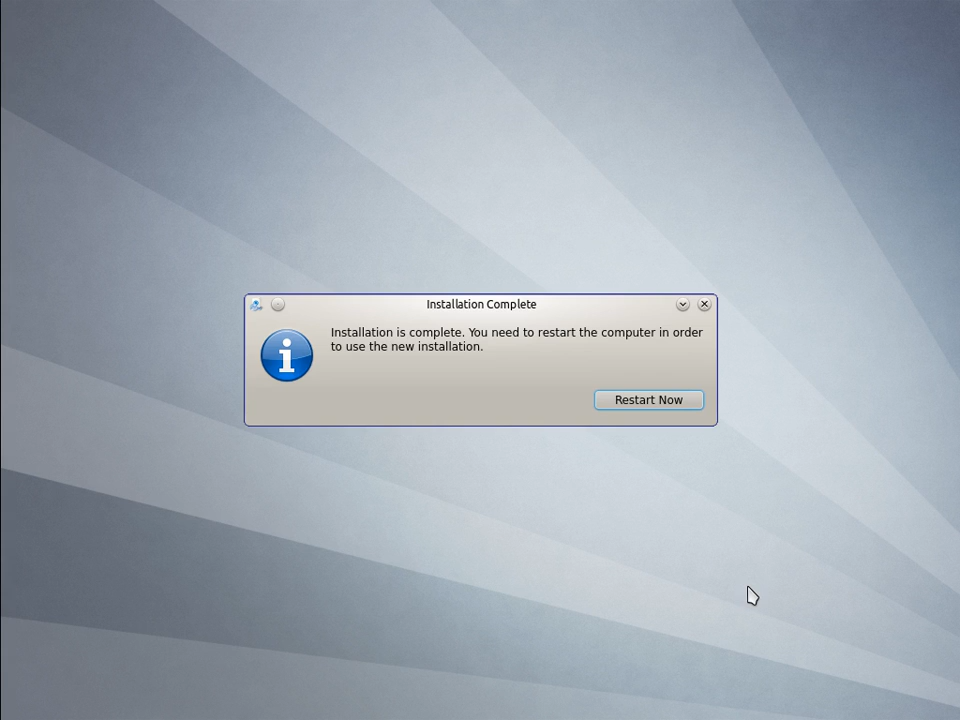 Installation Complete
Installation is complete. You need to restart the computer in order
to use the new installation.
Restart Now